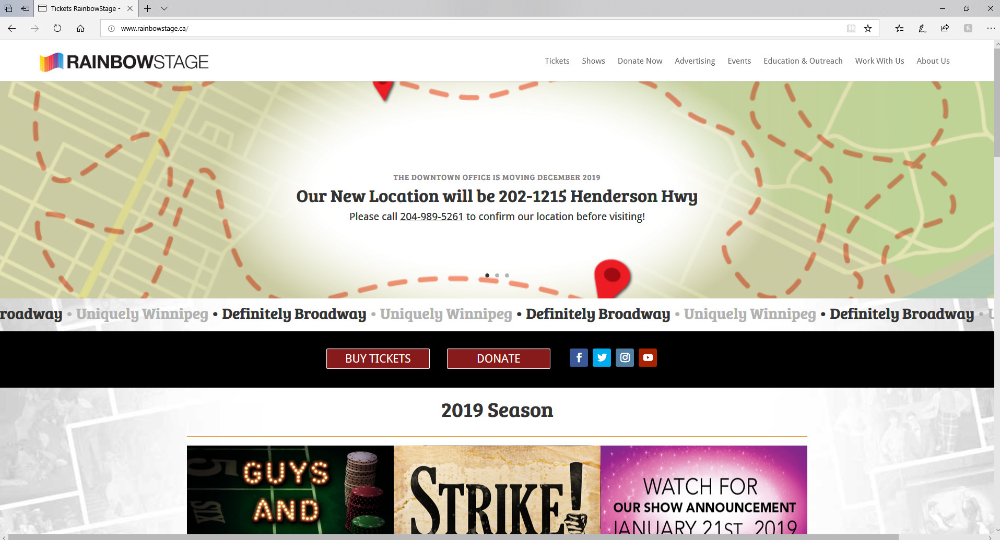 Tickets RainbowStage -
www.rainbowstage.ca/
RAINBOWSTAGE
Tickets Shows Donate Now Advertising Events Education & Outreach Work With Us About Us
THE DOWNTOWN OFFICE IS MOVING DECEMBER 2019
Our New Location will be 202-1215 Henderson Hwy
Please call 204-989-5261 to confirm our location before visiting!
roadway • Uniquely Winnipeg • Definitely Broadway • Uniquely Winnipeg • Definitely Broadway • Uniquely Winnipeg • Definitely Broadway • U
BUY TICKETS DONATE
2019 Season
GUYS
AND
STRIKE!
WATCH FOR
OUR SHOW ANNOUNCEMENT
JANUARY 21ST, 2019